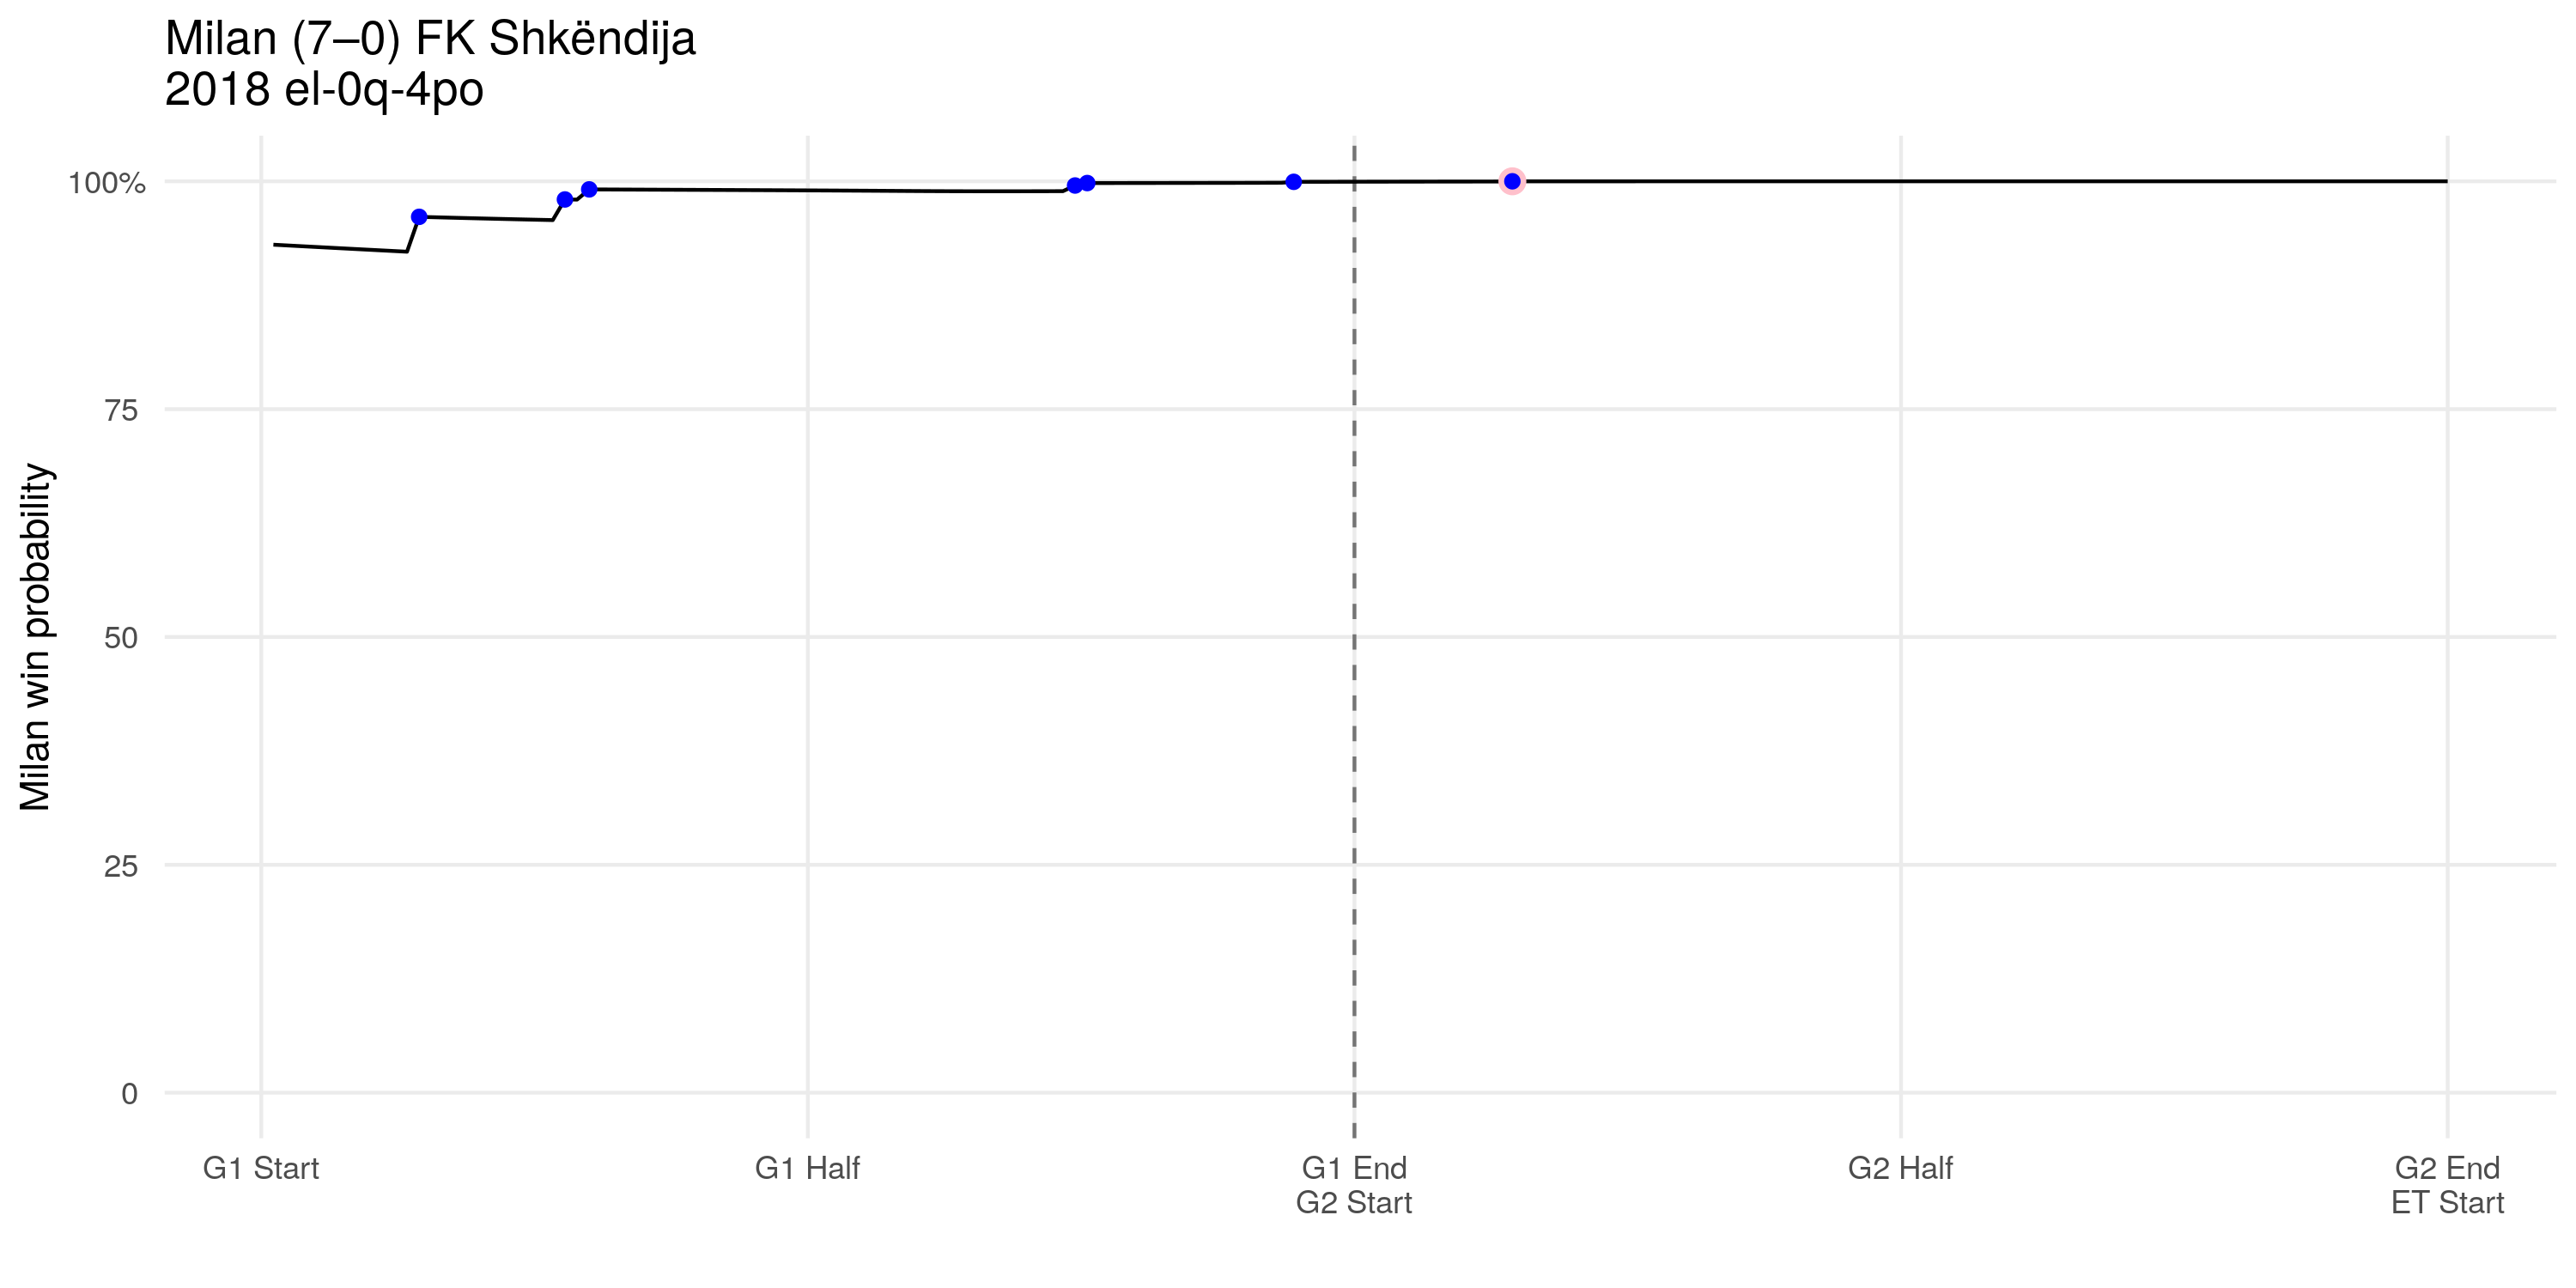 Milan (7–0) FK Shkëndija
2018 el-0q-4po
Milan win probability
100%
75
50
25
0
G1 Start
G1 Half
G1 End
G2 Start
G2 Half
G2 End
ET Start